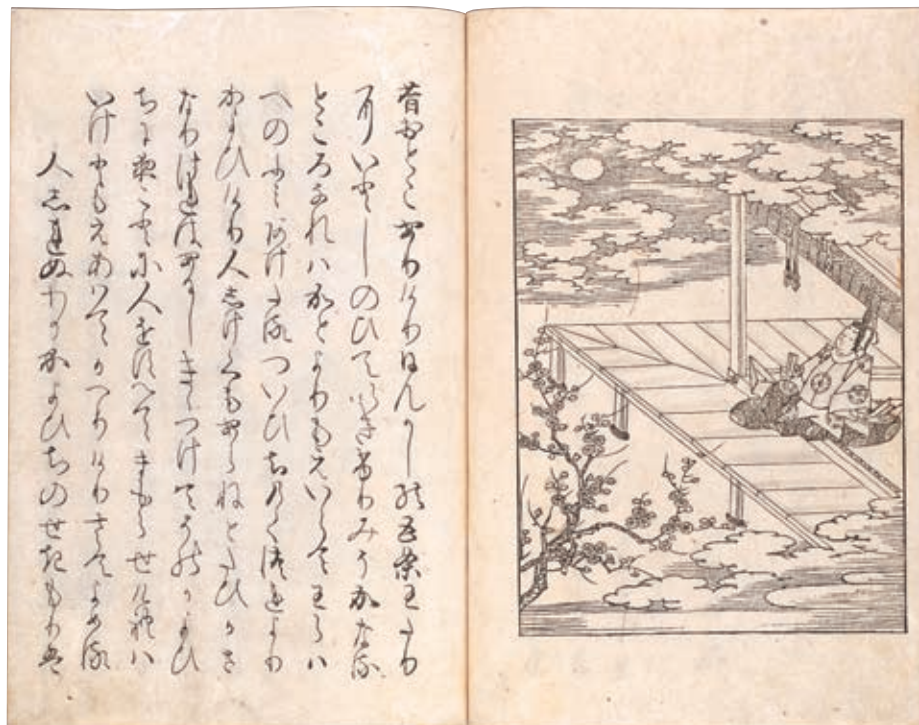 昔おとこありけりひんかしの五条わたり
にいとしのひていきけりみそかなる
ところなれはかとよりもえいらてわらは
へのふみあけたるついひちのくつれより
かよひけり人しけくもあらねとたひかさ
なりけれはあるしきゝつけてそのかよひ
ちに夜ことに人をすへてまもらせけれは
いけともえあはてかへりけりさてよめる
人しれぬわかかよひちのせきもりは